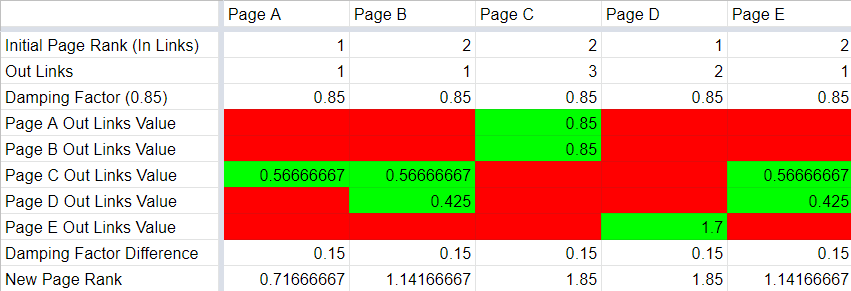 Page A Page B Page C Page D Page E
Initial Page Rank (In Links) 1 2 2 1 2
Out Links 1 1 3 2 1
Damping Factor (0.85) 0.85 0.85 0.85 0.85 0.85
Page A Out Links Value 0.85
Page B Out Links Value 0.85
Page C Out Links Value 0.56666667 0.56666667 0.56666667
Page D Out Links Value 0.425 0.425
Page E Out Links Value 1.7
Damping Factor Difference 0.15 0.15 0.15 0.15 0.15
New Page Rank 0.71666667 1.14166667 1.85 1.85 1.14166667